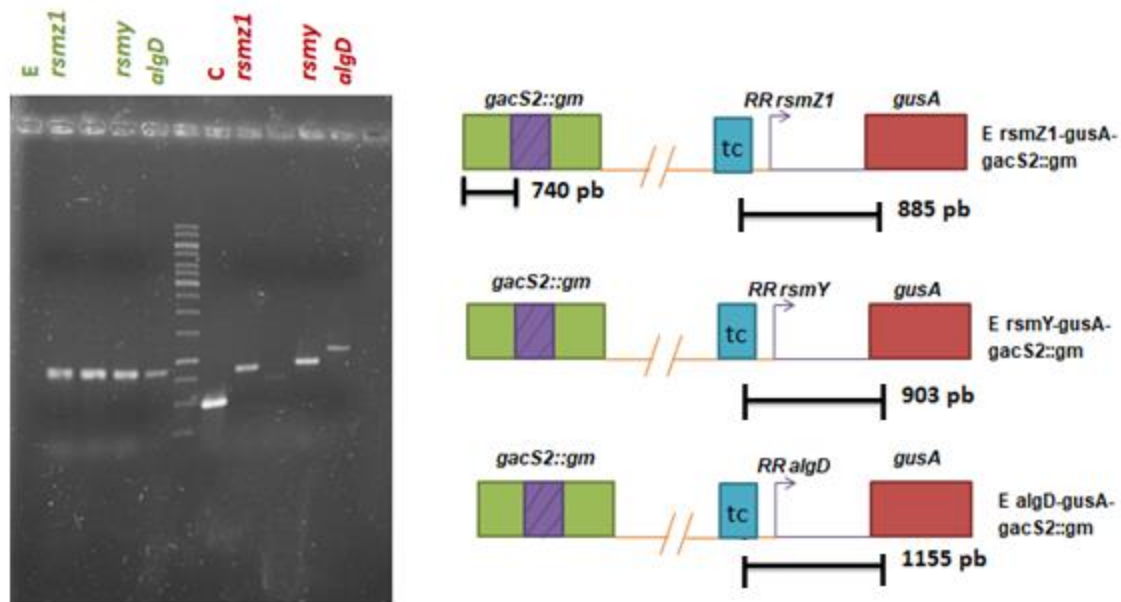 E
rsmz1
rsmy
algD
C
rsmz1
rsmy
algD
gacS2::gm
RR rsmZ1
gusA
tc
E rsmZ1-gusA-
gacS2::gm
740 pb
885 pb
gacS2::gm
RR rsmY
gusA
tc
E rsmY-gusA-
gacS2::gm
903 pb
gacS2::gm
RR algD
gusA
tc
E algD-gusA-
gacS2::gm
1155 pb